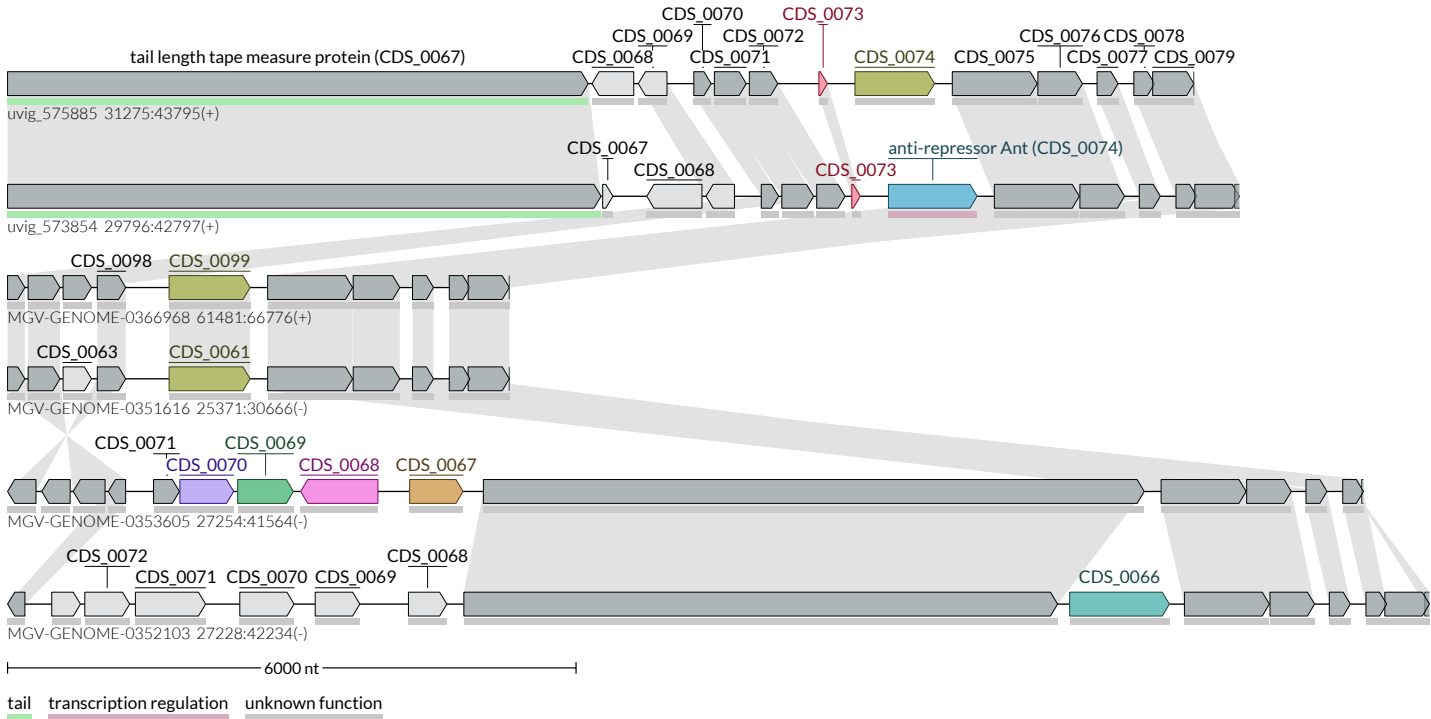 CDS_0070 CDS_0073
CDS_0069 CDS_0072 CDS_0076 CDS_0078
tail length tape measure protein (CDS_0067) CDS_0068 CDS_0071 CDS_0074 CDS_0075 CDS_0077 CDS_0079
uvig_575885 31275:43795(+)
CDS_0067 anti-repressor Ant (CDS_0074)
CDS_0068 CDS_0073
uvig_573854 29796:42797(+)
CDS_0098 CDS_0099
MGV-GENOME-0366968 61481:66776(+)
CDS_0063 CDS_0061
MGV-GENOME-0351616 25371:30666(-)
CDS_0071 CDS_0069
CDS_0070 CDS_0068 CDS_0067
MGV-GENOME-0353605 27254:41564(-)
CDS_0072 CDS_0068
CDS_0071 CDS_0070 CDS_0069 CDS_0066
MGV-GENOME-0352103 27228:42234(-)
6000 nt
tail transcription regulation unknown function